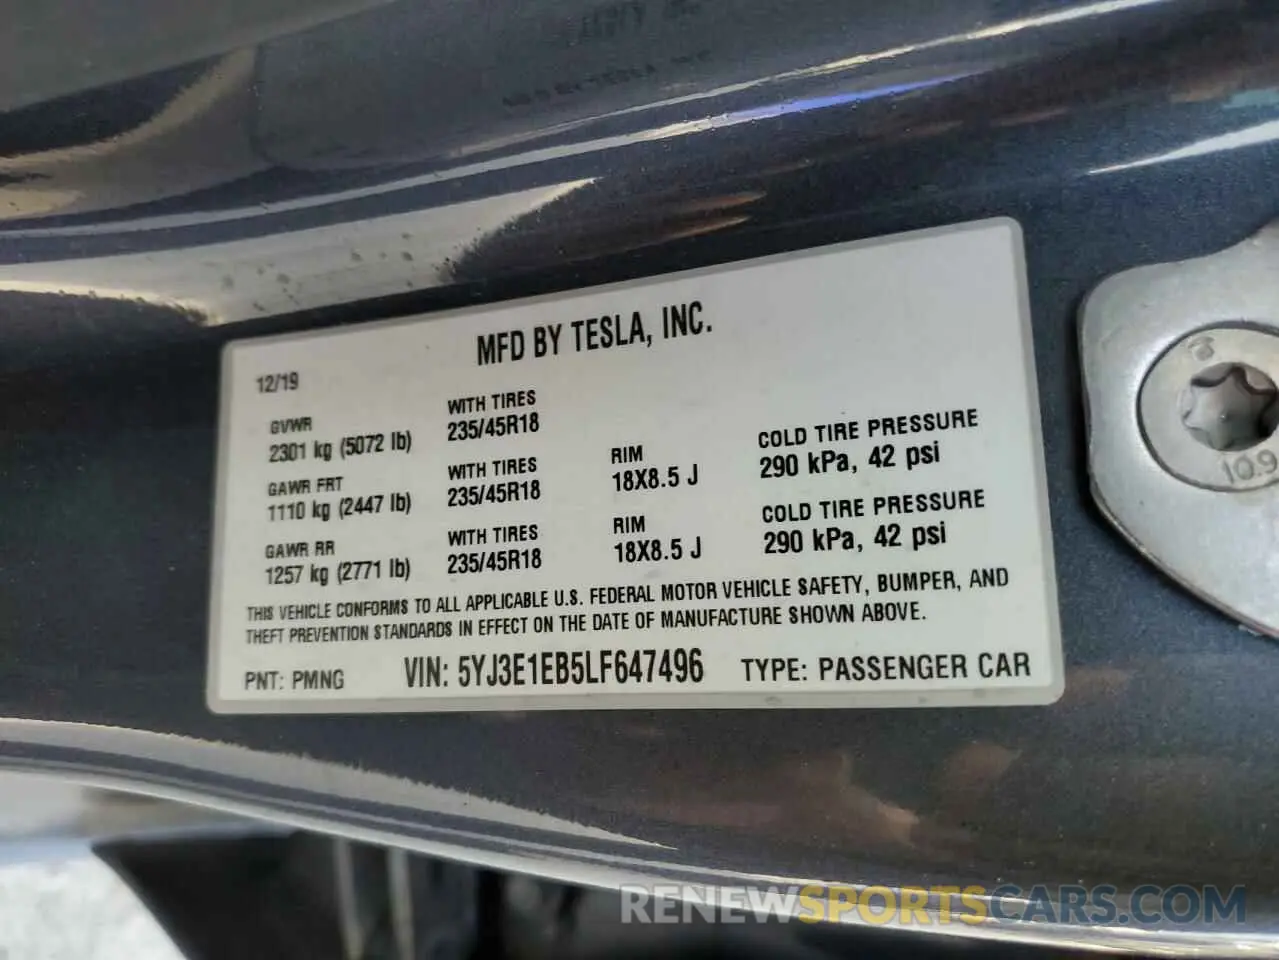 MFD BY TESLA, INC.
12/19
GVWR
2301 kg (5072 lb)
WITH TIRES
235/45R18
GAWR FRT
1110 kg (2447 lb)
WITH TIRES
235/45R18
RIM
18X8.5 J
COLD TIRE PRESSURE
290 kPa, 42 psi
GAWR RR
1257 kg (2771 lb)
WITH TIRES
235/45R18
RIM
18X8.5 J
COLD TIRE PRESSURE
290 kPa, 42 psi
THIS VEHICLE CONFORMS TO ALL APPLICABLE U.S. FEDERAL MOTOR VEHICLE SAFETY, BUMPER, AND
THEFT PREVENTION STANDARDS IN EFFECT ON THE DATE OF MANUFACTURE SHOWN ABOVE.
PNT: PMNG VIN: 5YJ3E1EB5LF647496 TYPE: PASSENGER CAR
10.9
RENEWSPORTSCARS.COM